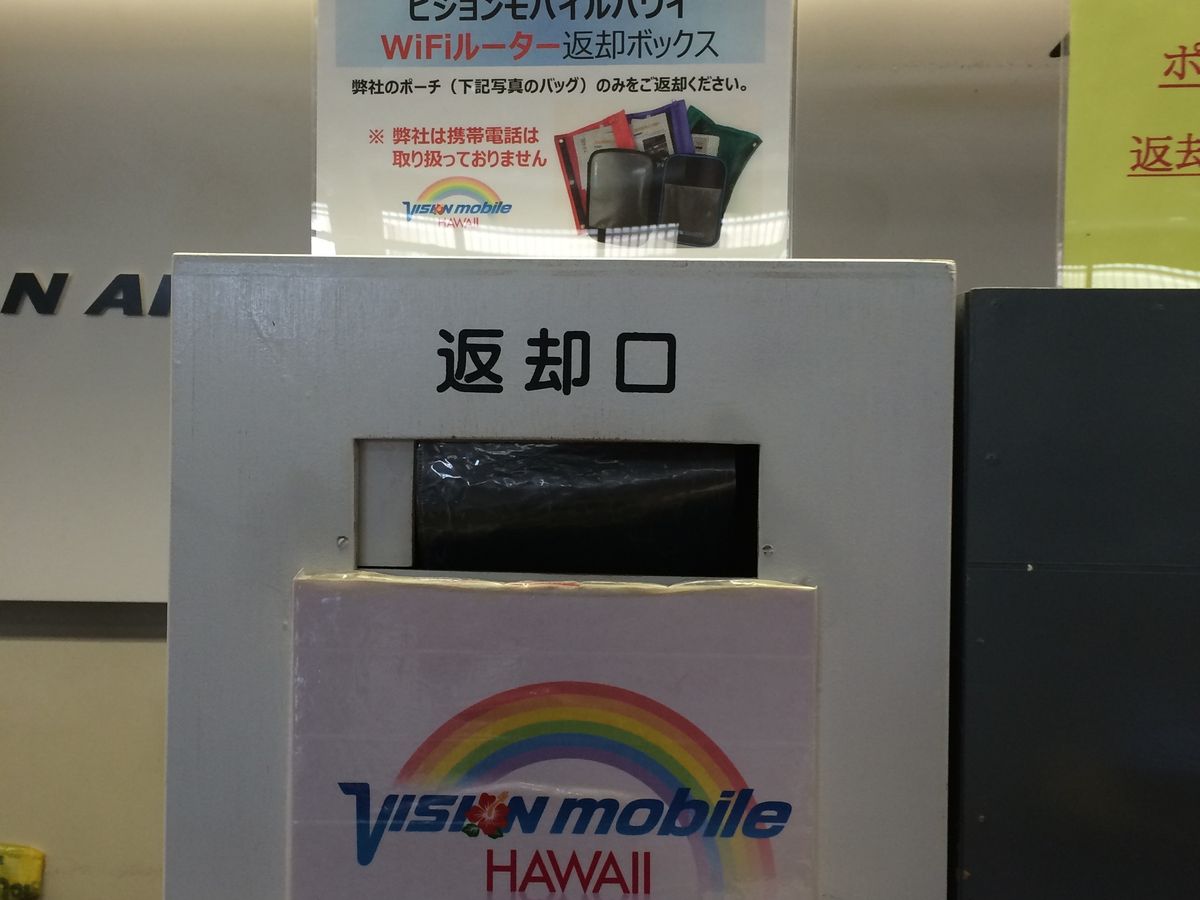 ビジョンモバイルハワイ
WiFiルーター返却ボックス
弊社のポーチ（下記写真のバッグ）のみをご返却ください。
※ 弊社は携帯電話は
取り扱っておりません
VISION mobile
HAWAII
返却口
VISION mobile
HAWAII
N AI
ポ
返却